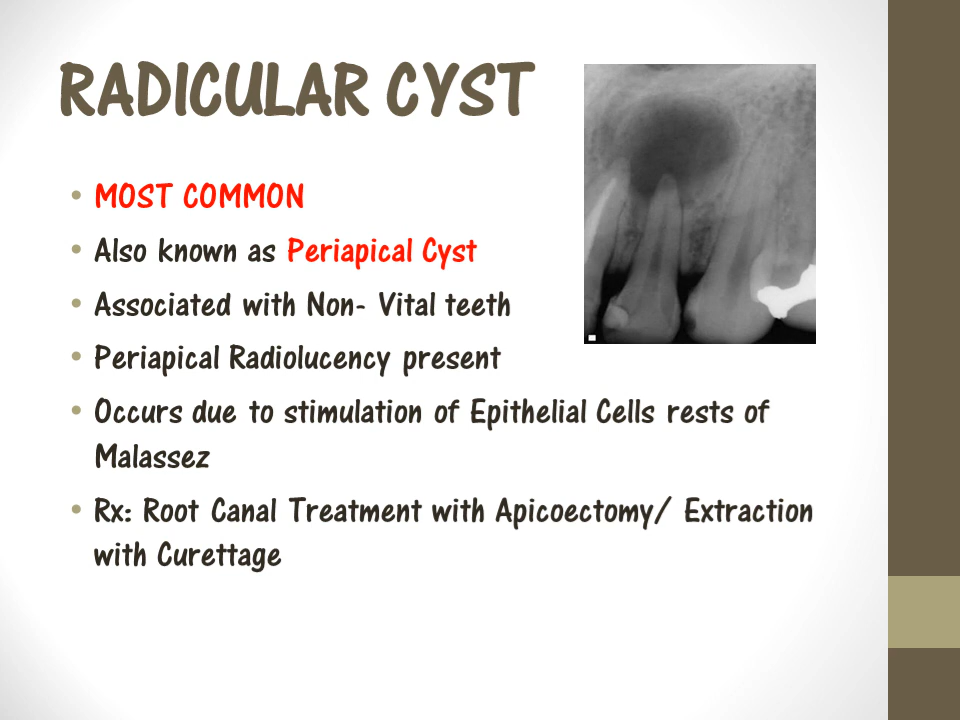 RADICULAR CYST
• MOST COMMON
• Also known as Periapical Cyst
• Associated with Non- Vital teeth
• Periapical Radiolucency present
• Occurs due to stimulation of Epithelial Cells rests of
Malassez
• Rx: Root Canal Treatment with Apicoectomy/ Extraction
with Curettage